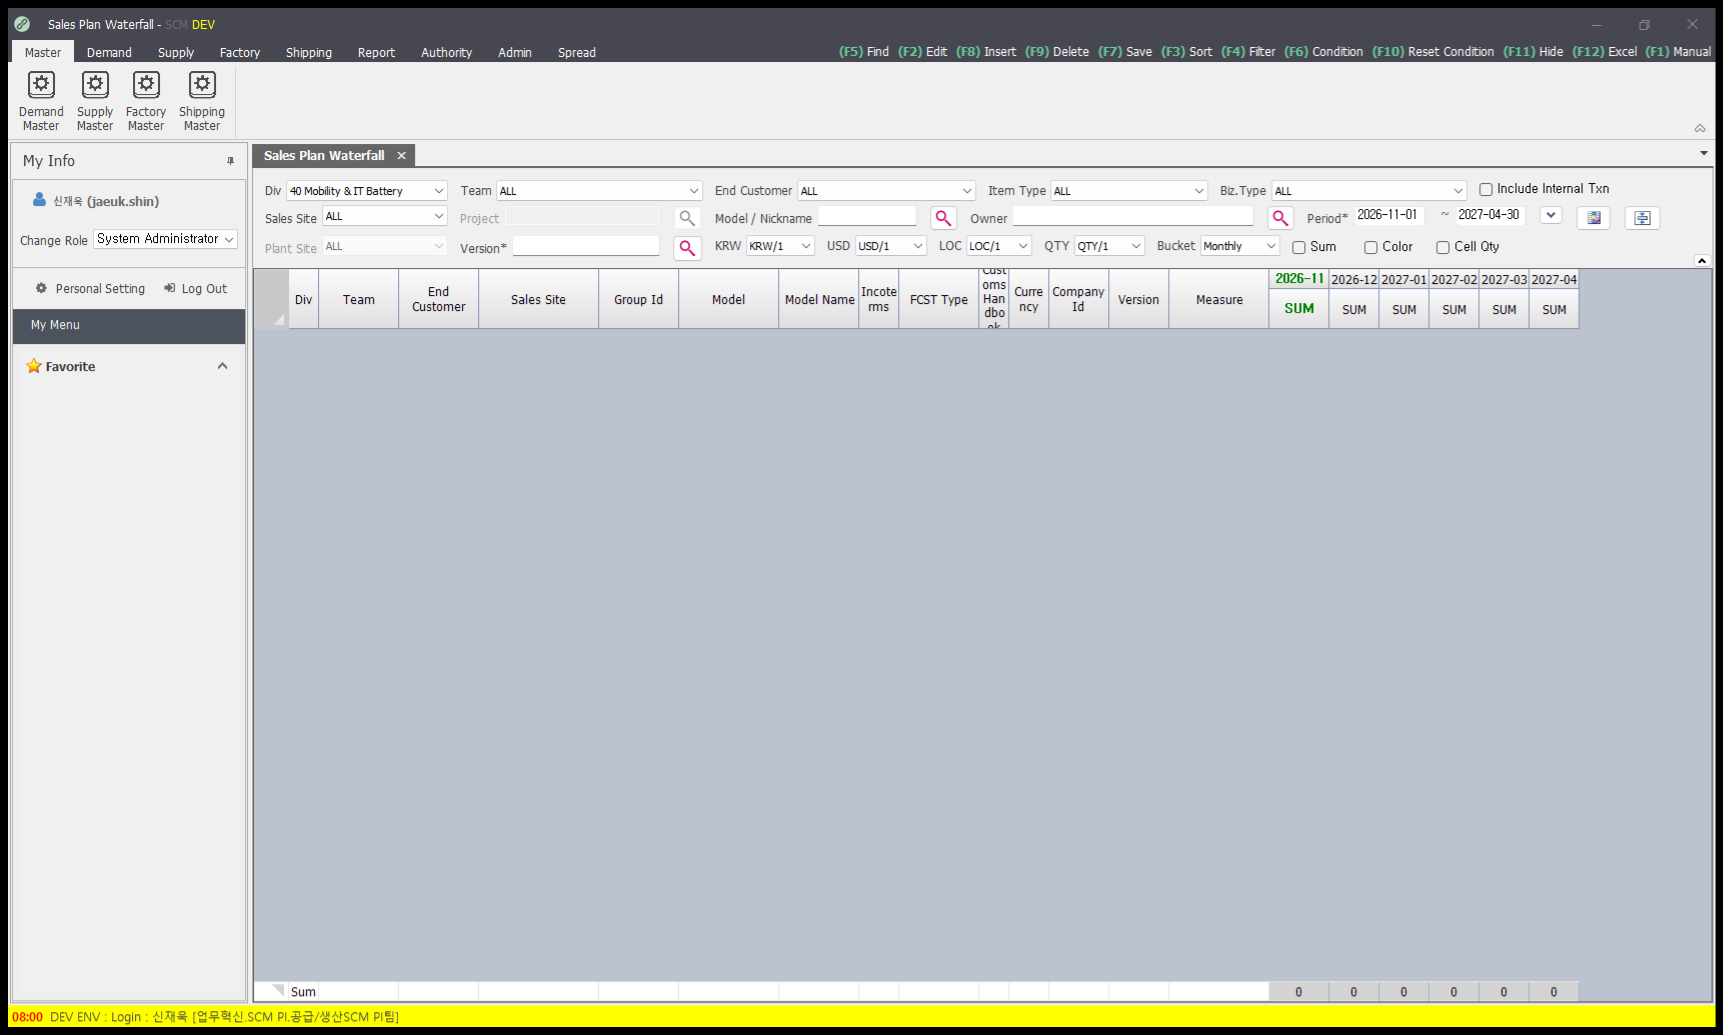 Sales Plan Waterfall - SCM DEV
Master Demand Supply Factory Shipping Report Authority Admin Spread (F5) Find (F2) Edit (F8) Insert (F9) Delete (F7) Save (F3) Sort (F4) Filter (F6) Condition (F10) Reset Condition (F11) Hide (F12) Excel (F1) Manual
Demand Master
Supply Master
Factory Master
Shipping Master
My Info
신재욱 (jaeuk.shin)
Change Role System Administrator
Personal Setting Log Out
My Menu
Favorite
Sales Plan Waterfall
Div 40 Mobility & IT Battery Team ALL End Customer ALL Item Type ALL Biz.Type ALL Include Internal Txn
Sales Site ALL Project Model / Nickname Owner Period* 2026-11-01 ~ 2027-04-30
Plant Site ALL Version* KRW KRW/1 USD USD/1 LOC LOC/1 QTY QTY/1 Bucket Monthly Sum Color Cell Qty
Div
Team
End Customer
Sales Site
Group Id
Model
Model Name
Incoterms
FCST Type
Customs Handbook
Currency
Company Id
Version
Measure
2026-11 2026-12 2027-01 2027-02 2027-03 2027-04
SUM SUM SUM SUM SUM SUM
Sum 0 0 0 0 0 0
08:00 DEV ENV : Login : 신재욱 [업무혁신.SCM PI.공급/생산SCM PI팀]